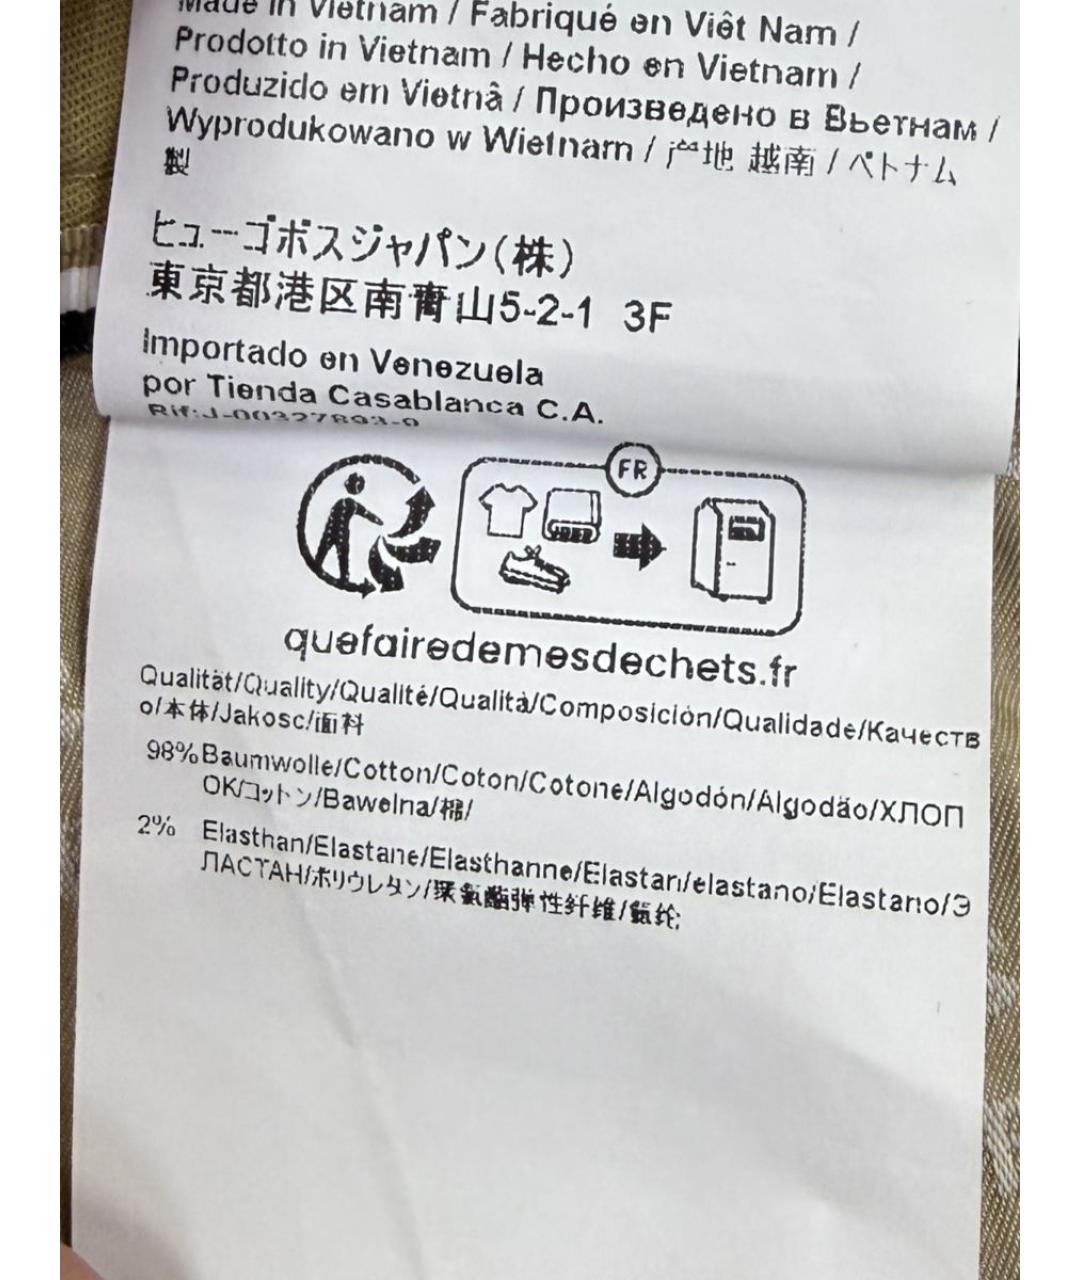 Made in Vietnam / Fabriqué en Viêt Nam /
Prodotto in Vietnam / Hecho en Vietnam /
Produzido em Vietnã / Произведено в Вьетнам /
Wyprodukowano w Wietnam / 产地 越南 / ベトナム
製
ヒューゴボスジャパン(株)
東京都港区南青山5-2-1 3F
Importado en Venezuela
por Tienda Casablanca C.A.
Rif:J-00327893-9
FR
quefairedemesdechets.fr
Qualität/Quality/Qualité/Qualità/Composición/Qualidade/Качеств
о/本体/Jakosc/面料
98% Baumwolle/Cotton/Coton/Cotone/Algodón/Algodão/ХЛОП
ОК/コットン/Bawelna/棉/
2% Elasthan/Elastane/Elasthanne/Elastan/elastano/Elastano/Э
ЛАСТАН/ポリウレタン/聚氨酯弹性纤维/氨纶;